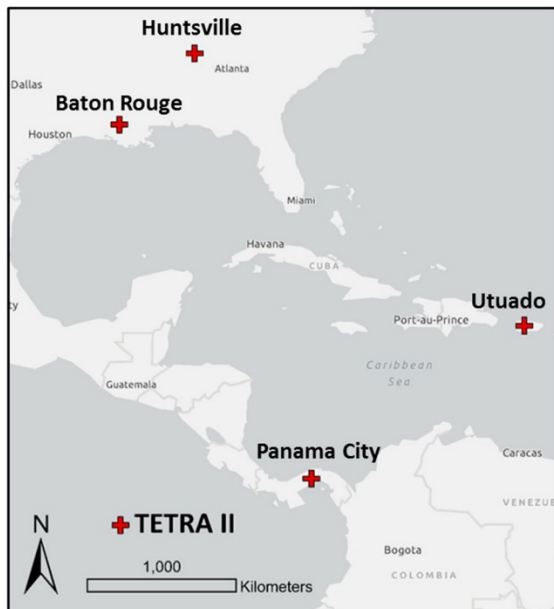 Huntsville
Atlanta
Dallas
Baton Rouge
Houston
Miami
Havana
CUBA
Utuado
Port-au-Prince
ty
Caribbean
Sea
Guatemala
Panama City
Caracas
N
TETRA II
VENEZUE
Bogota
1,000
Kilometers
COLOMBIA